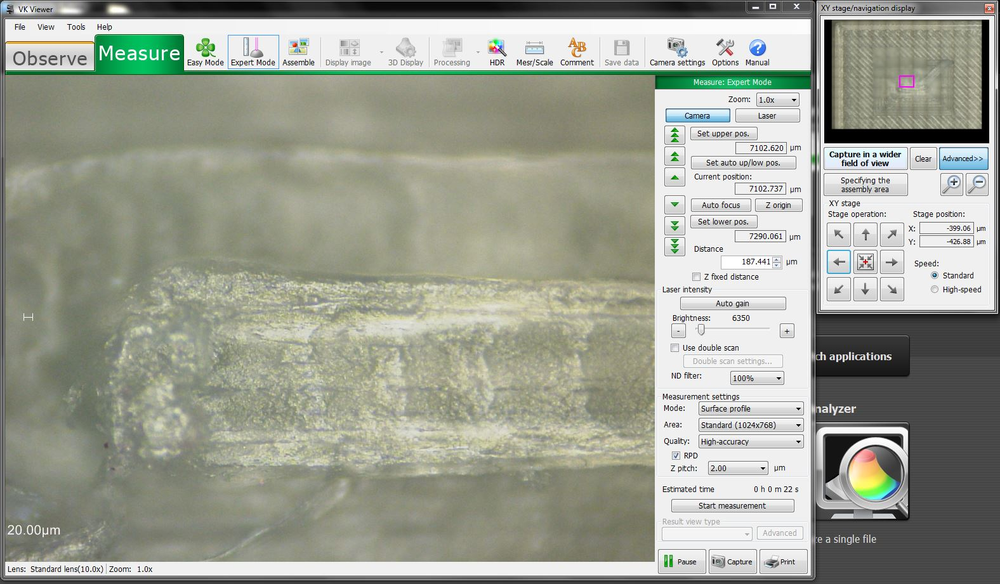 VK Viewer
File View Tools Help
Observe
Measure
Easy Mode
Expert Mode
Assemble
Display image
3D Display
Processing
HDR
Mesr/Scale
Comment
Save data
Camera settings
Options
Manual
20.00µm
Measure: Expert Mode
Zoom: 1.0x
Camera Laser
Set upper pos.
7102.620 µm
Set auto up/low pos.
Current position:
7102.737 µm
Auto focus Z origin
Set lower pos.
7290.061 µm
Distance
187.441 µm
Z fixed distance
Laser intensity
Auto gain
Brightness: 6350
- +
Use double scan
Double scan settings...
ND filter: 100%
Measurement settings
Mode: Surface profile
Area: Standard (1024x768)
Quality: High-accuracy
RPD
Z pitch: 2.00 µm
Estimated time 0 h 0 m 22 s
Start measurement
Result view type
Advanced
Pause Capture Print
Lens: Standard lens(10.0x) Zoom: 1.0x
XY stage/navigation display
Capture in a wider
field of view
Clear
Advanced>>
Specifying the
assembly area
XY stage
Stage operation: Stage position:
X: -399.06 µm
Y: -426.88 µm
Speed:
Standard
High-speed
ch applications
nalyzer
e a single file